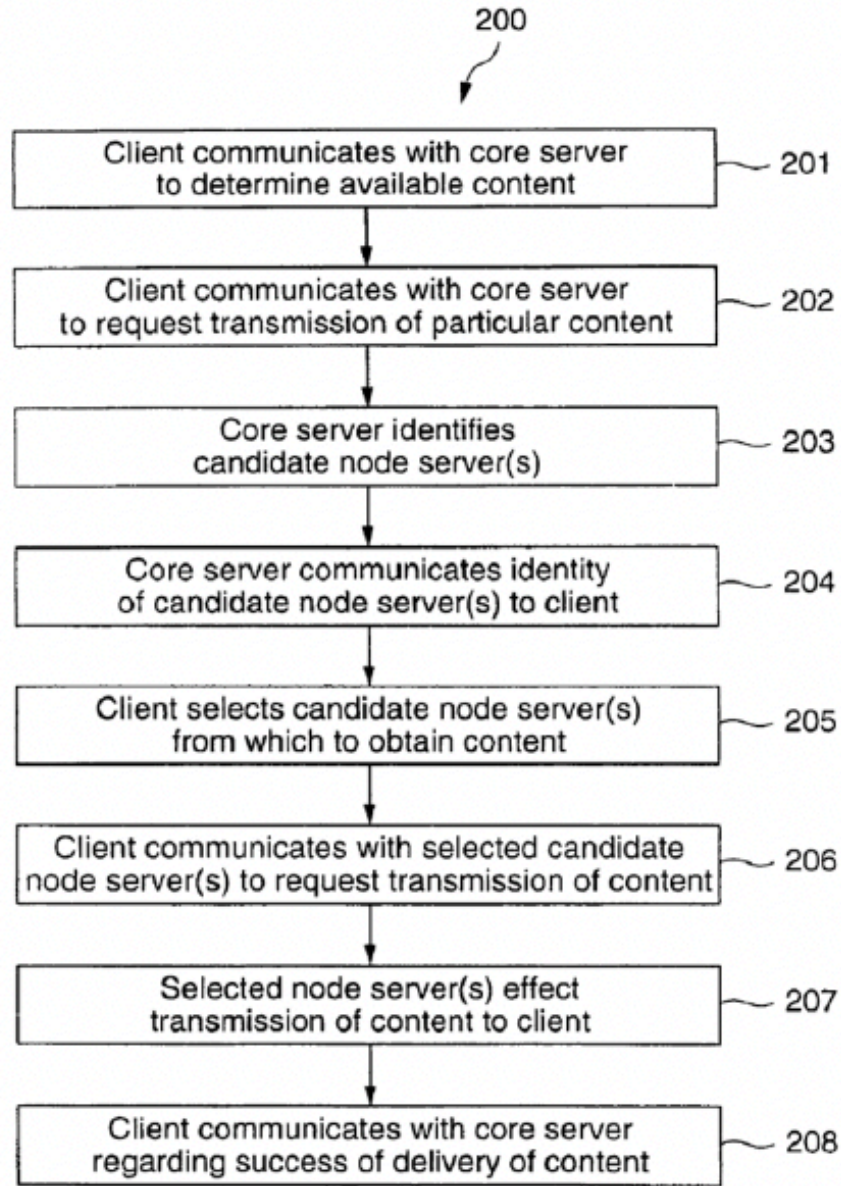 200
Client communicates with core server
to determine available content
201
Client communicates with core server
to request transmission of particular content
202
Core server identifies
candidate node server(s)
203
Core server communicates identity
of candidate node server(s) to client
204
Client selects candidate node server(s)
from which to obtain content
205
Client communicates with selected candidate
node server(s) to request transmission of content
206
Selected node server(s) effect
transmission of content to client
207
Client communicates with core server
regarding success of delivery of content
208